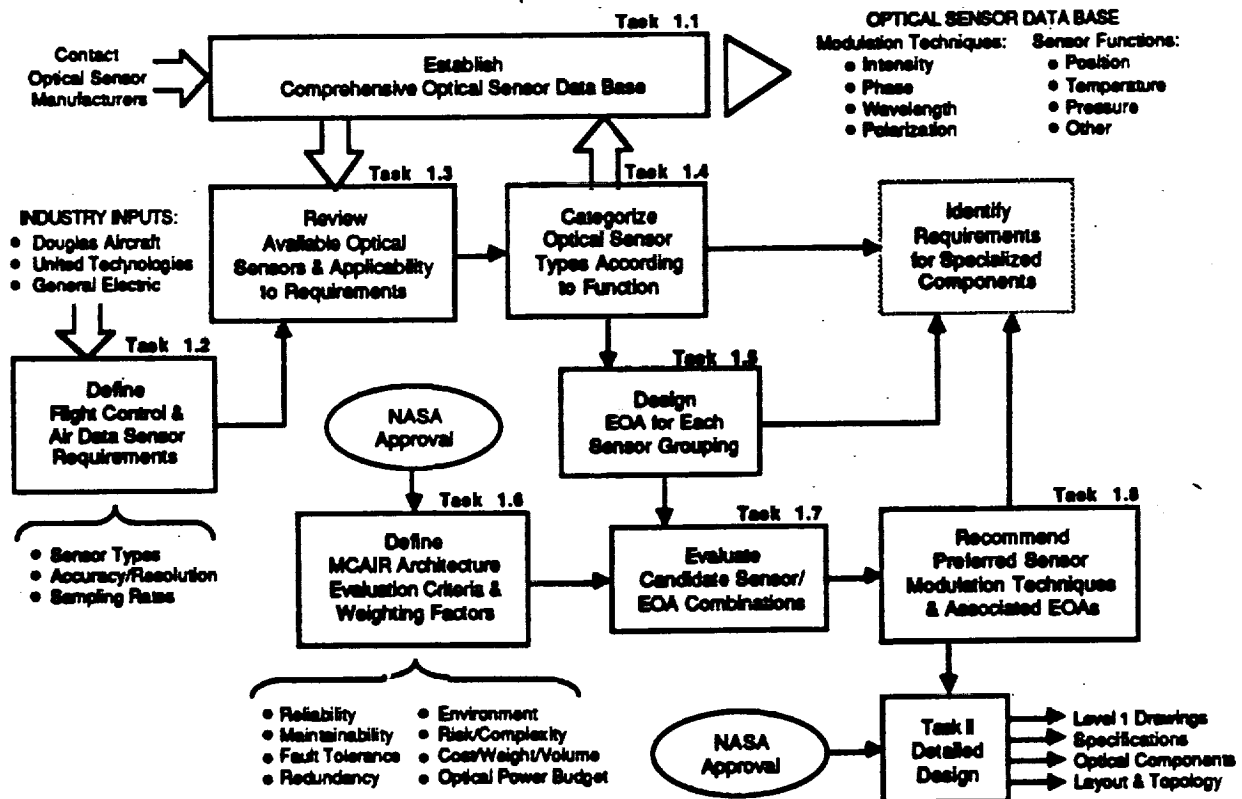 Task 1.1
Contact
Optical Sensor
Manufacturers
Establish
Comprehensive Optical Sensor Data Base
OPTICAL SENSOR DATA BASE
Modulation Techniques:
• Intensity
• Phase
• Wavelength
• Polarization
Sensor Functions:
• Position
• Temperature
• Pressure
• Other
INDUSTRY INPUTS:
• Douglas Aircraft
• United Technologies
• General Electric
Task 1.3
Review
Available Optical
Sensors & Applicability
to Requirements
Task 1.4
Categorize
Optical Sensor
Types According
to Function
Identify
Requirements
for Specialized
Components
Task 1.2
Define
Flight Control &
Air Data Sensor
Requirements
• Sensor Types
• Accuracy/Resolution
• Sampling Rates
NASA
Approval
Task 1.5
Design
EOA for Each
Sensor Grouping
Task 1.6
Define
MCAIR Architecture
Evaluation Criteria &
Weighting Factors
Task 1.7
Evaluate
Candidate Sensor/
EOA Combinations
Task 1.8
Recommend
Preferred Sensor
Modulation Techniques
& Associated EOAs
• Reliability
• Maintainability
• Fault Tolerance
• Redundancy
• Environment
• Risk/Complexity
• Cost/Weight/Volume
• Optical Power Budget
NASA
Approval
Task II
Detailed
Design
Level 1 Drawings
Specifications
Optical Components
Layout & Topology